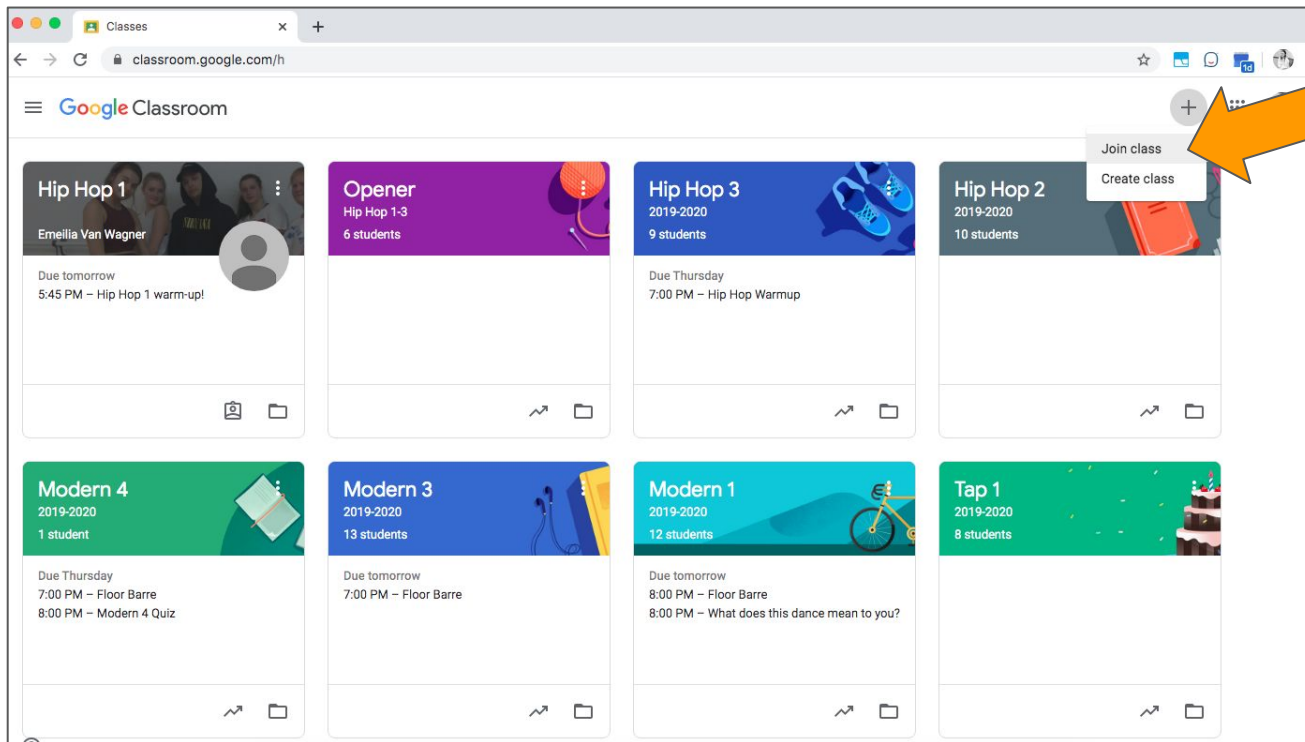 Classes
classroom.google.com/h
1d
Google Classroom
Join class
Create class
Hip Hop 1
Emeilia Van Wagner
Due tomorrow
5:45 PM – Hip Hop 1 warm-up!
Opener
Hip Hop 1-3
6 students
Hip Hop 3
2019-2020
9 students
Due Thursday
7:00 PM – Hip Hop Warmup
Hip Hop 2
2019-2020
10 students
Modern 4
2019-2020
1 student
Due Thursday
7:00 PM – Floor Barre
8:00 PM – Modern 4 Quiz
Modern 3
2019-2020
13 students
Due tomorrow
7:00 PM – Floor Barre
Modern 1
2019-2020
12 students
Due tomorrow
8:00 PM – Floor Barre
8:00 PM – What does this dance mean to you?
Tap 1
2019-2020
8 students